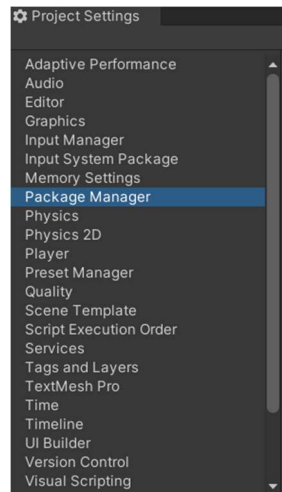 Project Settings
Adaptive Performance
Audio
Editor
Graphics
Input Manager
Input System Package
Memory Settings
Package Manager
Physics
Physics 2D
Player
Preset Manager
Quality
Scene Template
Script Execution Order
Services
Tags and Layers
TextMesh Pro
Time
Timeline
UI Builder
Version Control
Visual Scripting